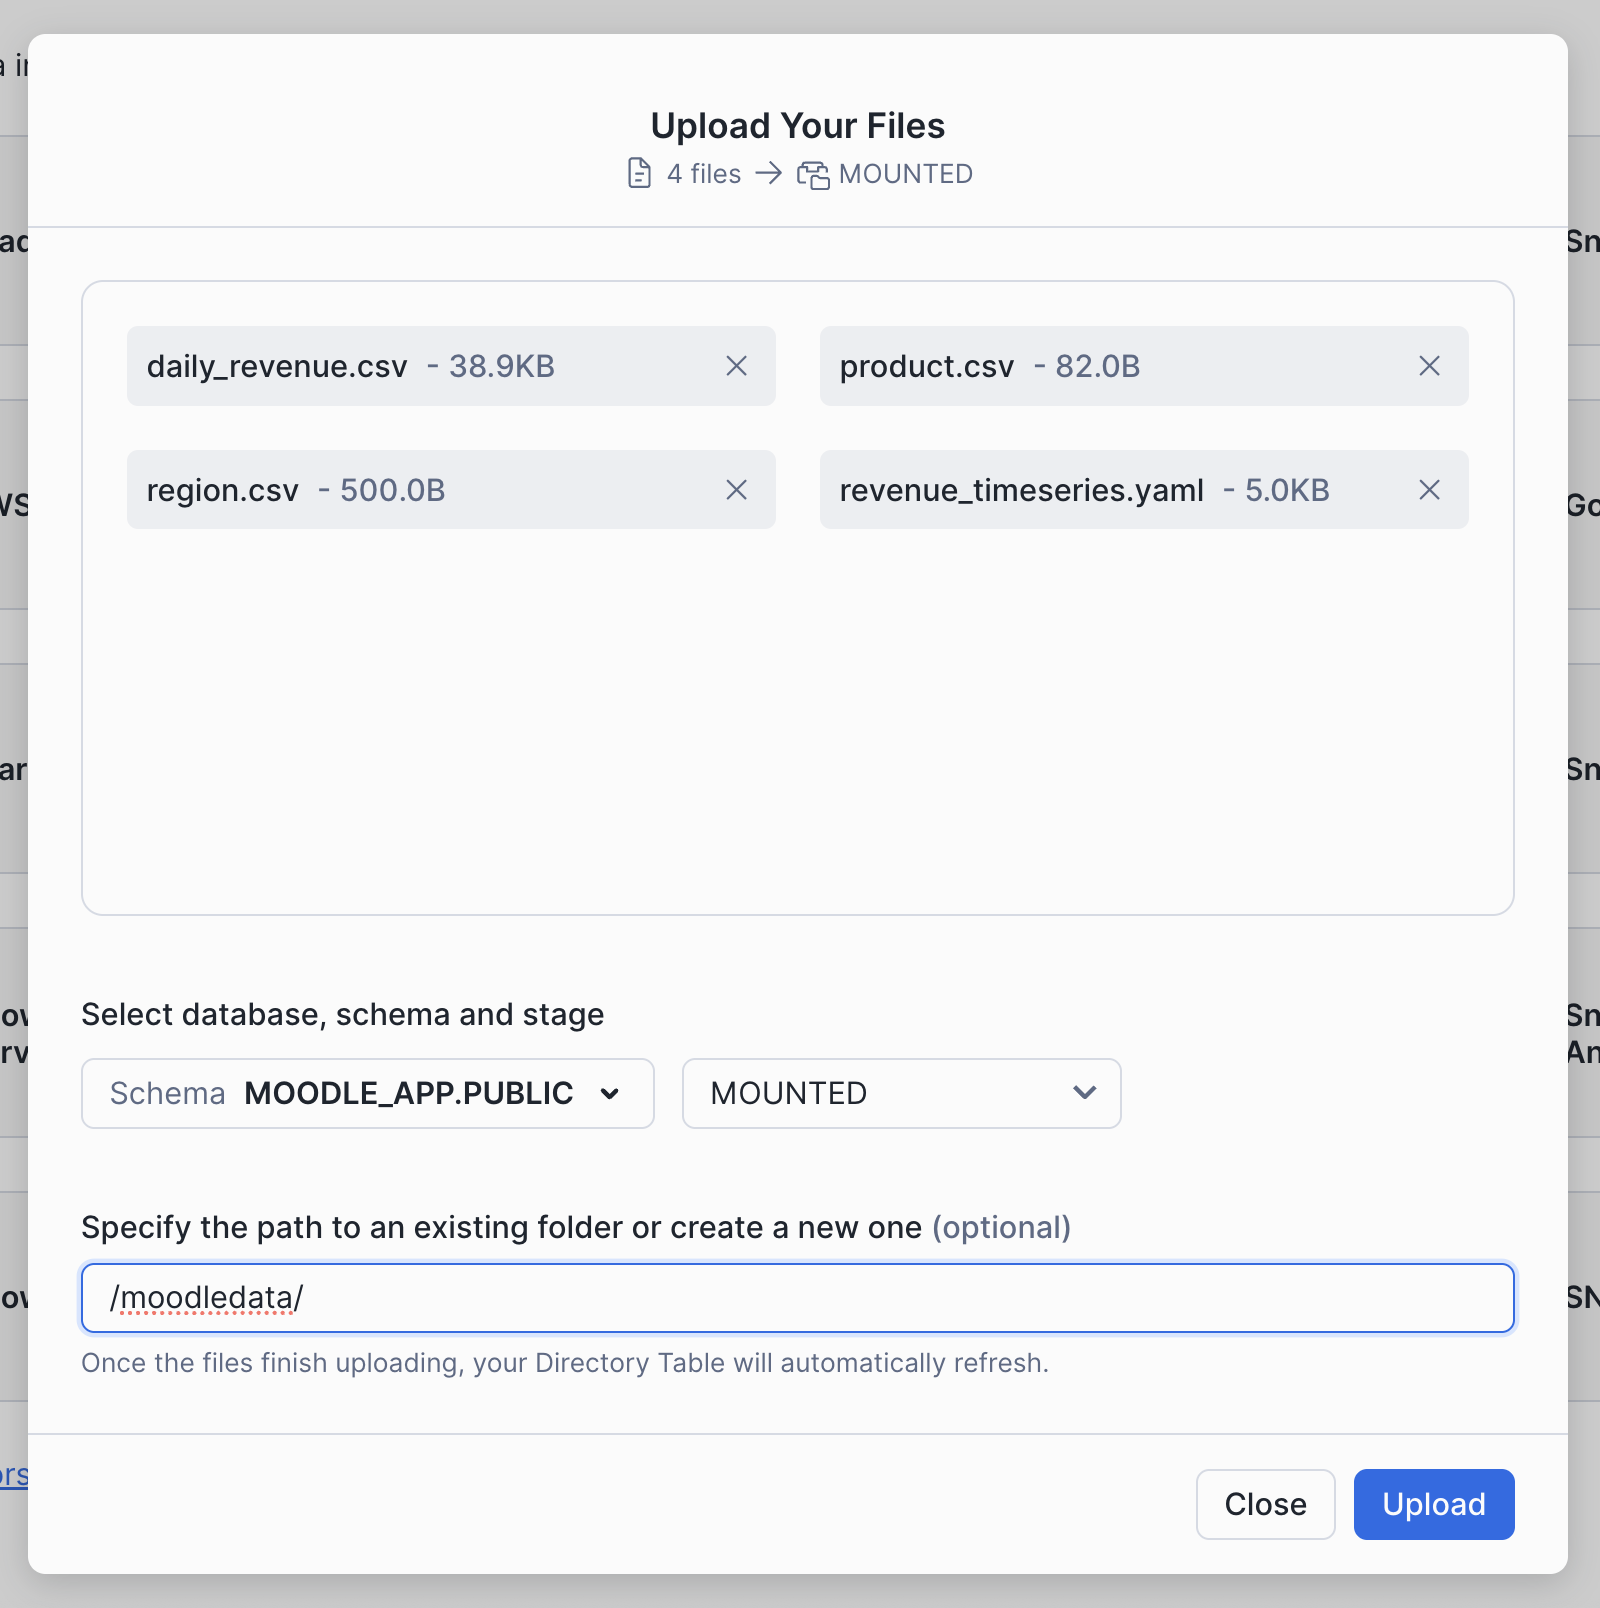 Upload Your Files
4 files → MOUNTED
daily_revenue.csv - 38.9KB
product.csv - 82.0B
region.csv - 500.0B
revenue_timeseries.yaml - 5.0KB
Select database, schema and stage
Schema MOODLE_APP.PUBLIC
MOUNTED
Specify the path to an existing folder or create a new one (optional)
/moodledata/
Once the files finish uploading, your Directory Table will automatically refresh.
Close
Upload